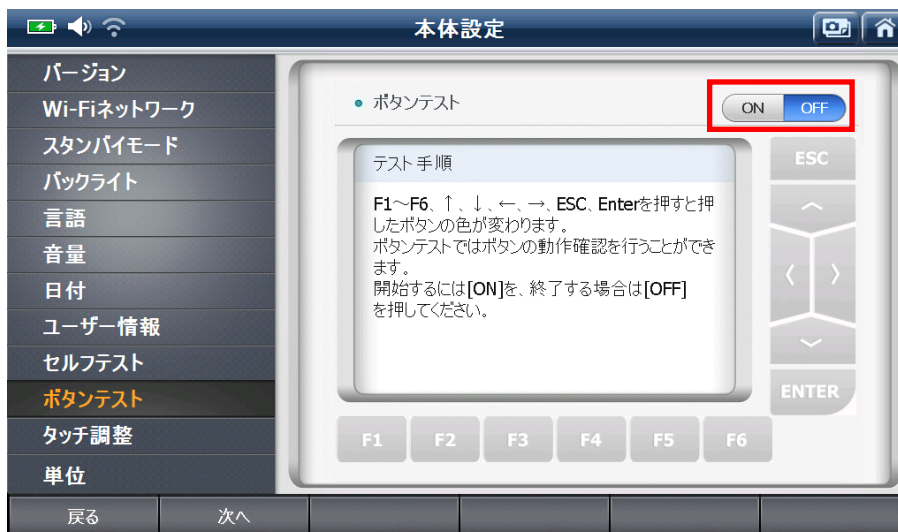 本体設定
バージョン
Wi-Fiネットワーク
スタンバイモード
バックライト
言語
音量
日付
ユーザー情報
セルフテスト
ボタンテスト
タッチ調整
単位
ボタンテスト
ON OFF
テスト手順
F1～F6、↑、↓、←、→、ESC、Enterを押すと押
したボタンの色が変わります。
ボタンテストではボタンの動作確認を行うことができ
ます。
開始するには[ON]を、終了する場合は[OFF]
を押してください。
ESC
ENTER
F1 F2 F3 F4 F5 F6
戻る 次へ